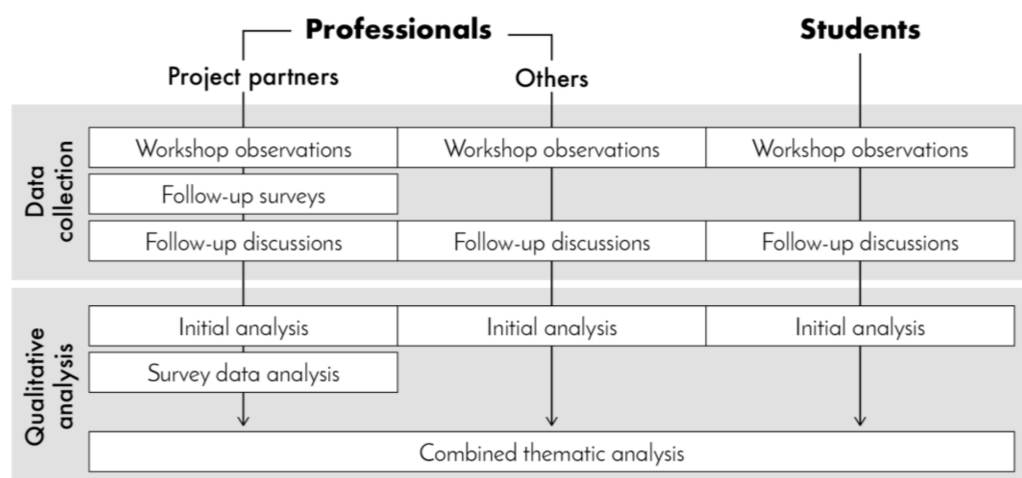 Professionals
Students
Project partners
Others
Data
collection
Workshop observations
Workshop observations
Workshop observations
Follow-up surveys
Follow-up discussions
Follow-up discussions
Follow-up discussions
Qualitative
analysis
Initial analysis
Initial analysis
Initial analysis
Survey data analysis
Combined thematic analysis